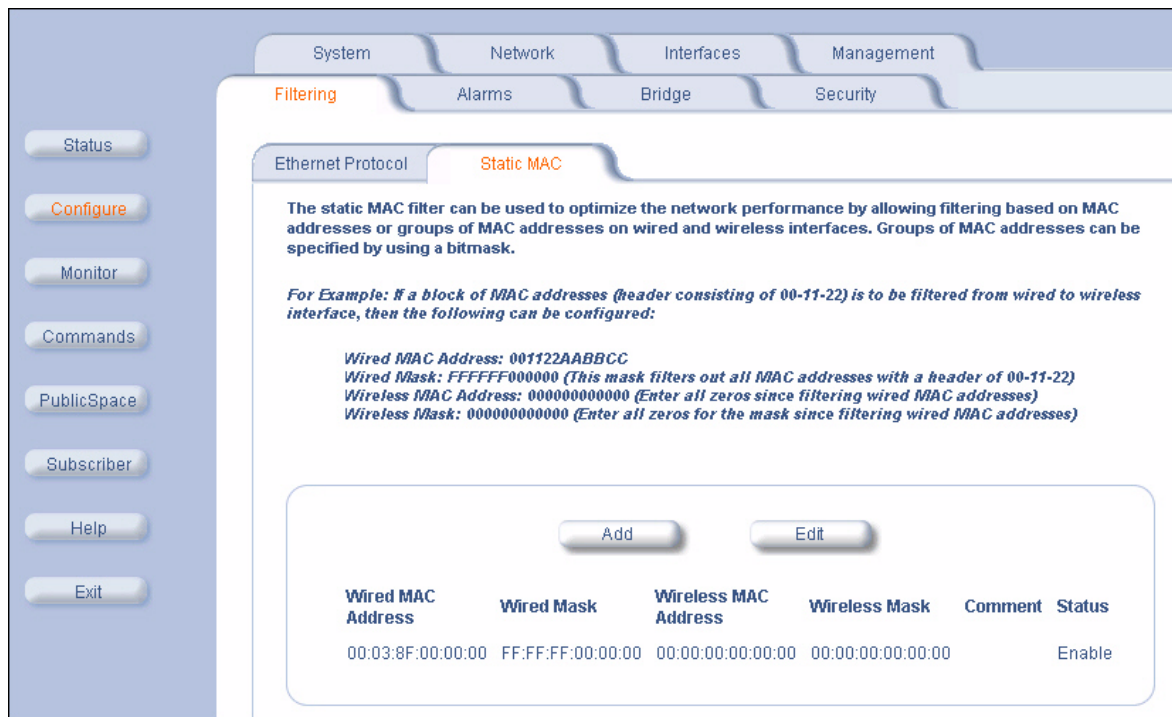 System Network Interfaces Management
Filtering Alarms Bridge Security
Status
Configure
Monitor
Commands
PublicSpace
Subscriber
Help
Exit
Ethernet Protocol Static MAC
The static MAC filter can be used to optimize the network performance by allowing filtering based on MAC
addresses or groups of MAC addresses on wired and wireless interfaces. Groups of MAC addresses can be
specified by using a bitmask.
For Example: If a block of MAC addresses (header consisting of 00-11-22) is to be filtered from wired to wireless
interface, then the following can be configured:
Wired MAC Address: 001122AABBCC
Wired Mask: FFFFFF000000 (This mask filters out all MAC addresses with a header of 00-11-22)
Wireless MAC Address: 000000000000 (Enter all zeros since filtering wired MAC addresses)
Wireless Mask: 000000000000 (Enter all zeros for the mask since filtering wired MAC addresses)
Add Edit
Wired MAC Address Wired Mask Wireless MAC Address Wireless Mask Comment Status
00:03:8F:00:00:00 FF:FF:FF:00:00:00 00:00:00:00:00:00 00:00:00:00:00:00 Enable